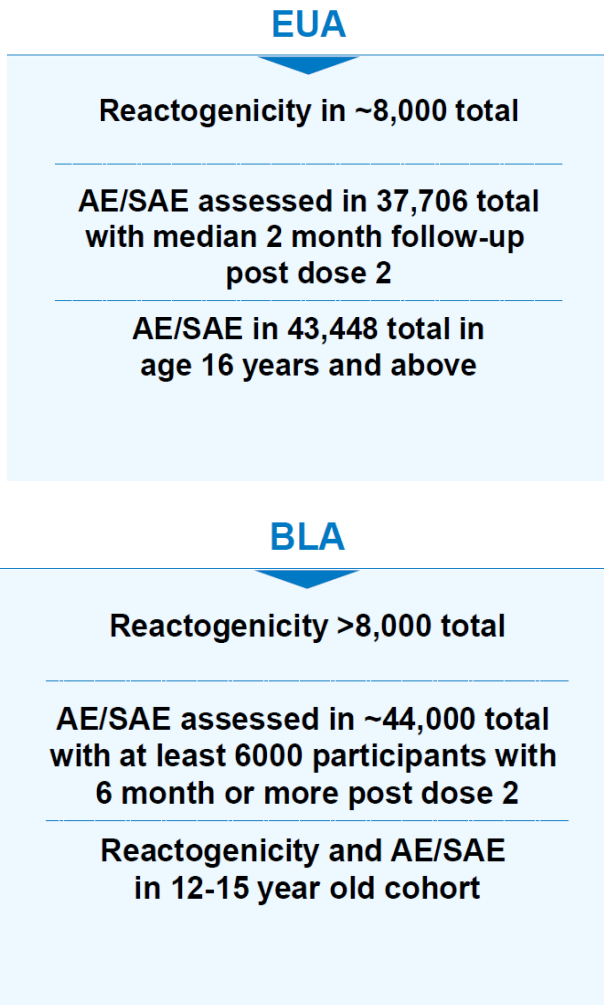 EUA
Reactogenicity in ~8,000 total
AE/SAE assessed in 37,706 total
with median 2 month follow-up
post dose 2
AE/SAE in 43,448 total in
age 16 years and above
BLA
Reactogenicity >8,000 total
AE/SAE assessed in ~44,000 total
with at least 6000 participants with
6 month or more post dose 2
Reactogenicity and AE/SAE
in 12-15 year old cohort